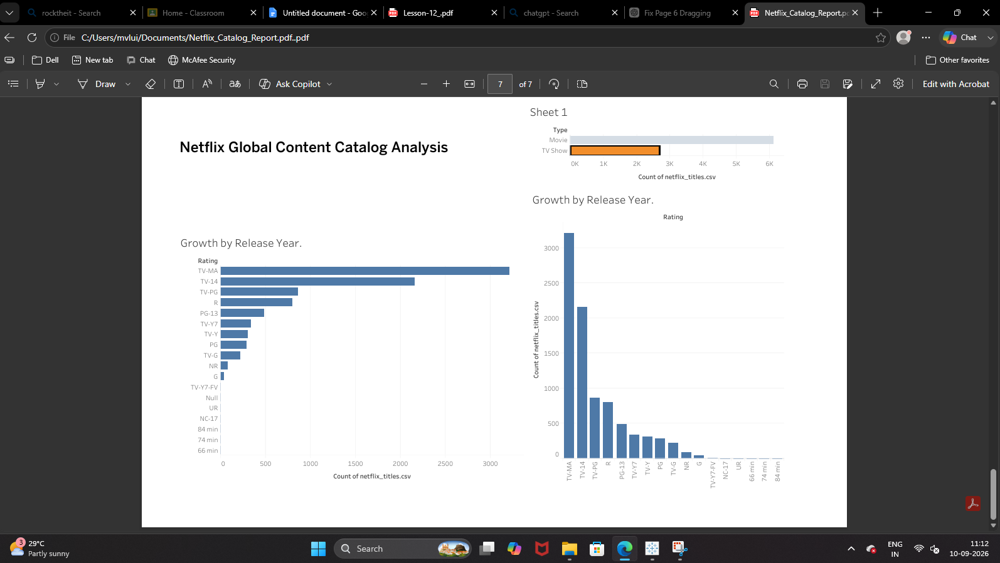 rocktheit - Search
Home - Classroom
Untitled document - Goo
Lesson-12_.pdf
chatgpt - Search
Fix Page 6 Dragging
Netflix_Catalog_Report.pd
File C:/Users/mvlui/Documents/Netflix_Catalog_Report.pdf..pdf
Chat
Dell
New tab
Chat
McAfee Security
Other favorites
Draw
Ask Copilot
7 of 7
Edit with Acrobat
Netflix Global Content Catalog Analysis
Sheet 1
Type
Movie
TV Show
0K 1K 2K 3K 4K 5K 6K
Count of netflix_titles.csv
Growth by Release Year.
Rating
TV-MA
TV-14
TV-PG
R
PG-13
TV-Y7
TV-Y
PG
TV-G
NR
G
TV-Y7-FV
Null
UR
NC-17
84 min
74 min
66 min
0 500 1000 1500 2000 2500 3000
Count of netflix_titles.csv
Growth by Release Year.
Rating
Count of netflix_titles.csv
3000
2500
2000
1500
1000
500
0
TV-MA
TV-14
TV-PG
R
PG-13
TV-Y7
TV-Y
PG
TV-G
NR
G
TV-Y7-FV
NC-17
UR
66 min
74 min
84 min
3
29°C
Partly sunny
Search
ENG
IN
11:12
10-09-2026